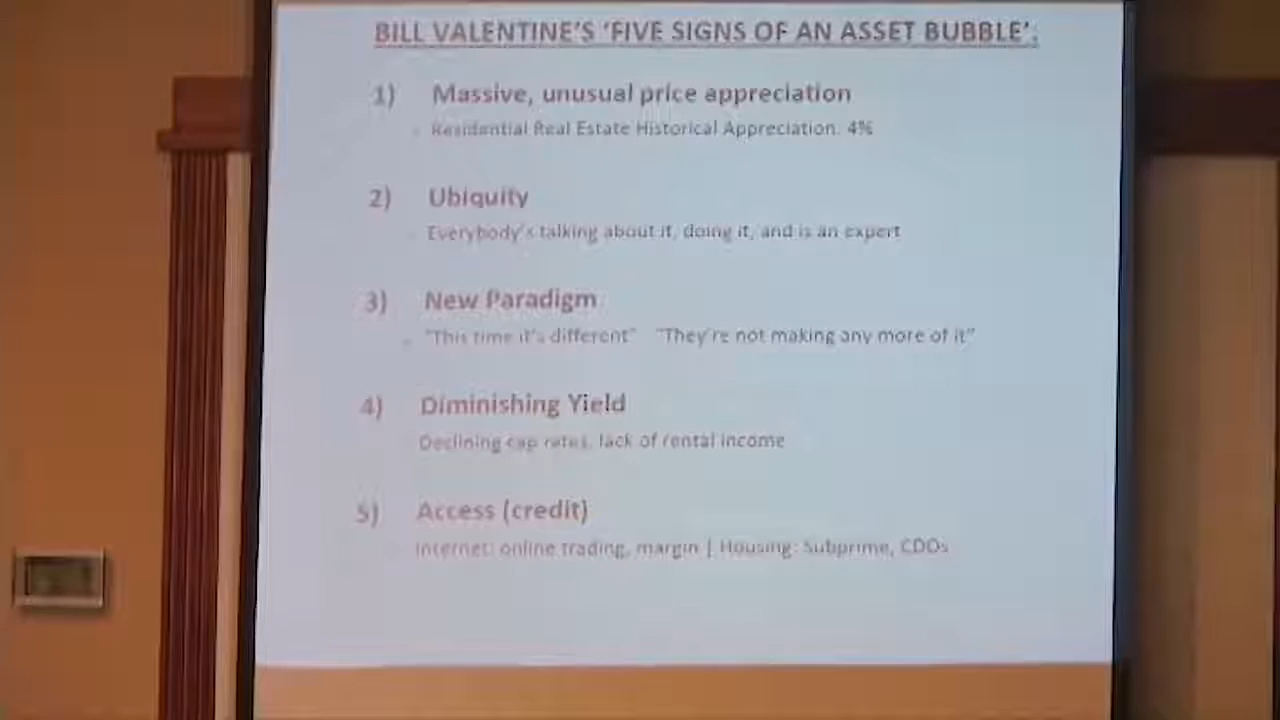 BILL VALENTINE'S 'FIVE SIGNS OF AN ASSET BUBBLE':
1) Massive, unusual price appreciation
Residential Real Estate Historical Appreciation: 4%
2) Ubiquity
Everybody's talking about it, doing it, and is an expert
3) New Paradigm
"This time it's different" "They're not making any more of it"
4) Diminishing Yield
Declining cap rates, lack of rental income
5) Access (credit)
Internet: online trading, margin | Housing: Subprime, CDOs